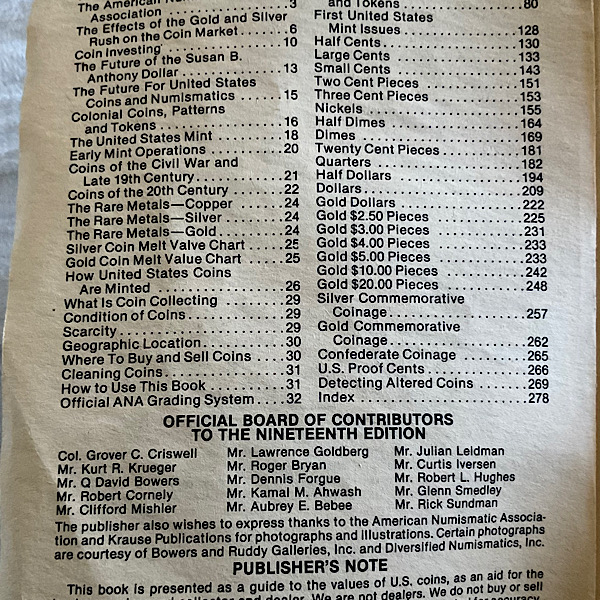 The American
Association . . . . . . . . . . . . . . . . . . . 3
The Effects of the Gold and Silver
Rush on the Coin Market . . . . . 6
Coin Investing . . . . . . . . . . . . . . . . 10
The Future of the Susan B.
Anthony Dollar . . . . . . . . . . . . . 13
The Future For United States
Coins and Numismatics . . . . . 15
Colonial Coins, Patterns
and Tokens . . . . . . . . . . . . . . . 16
The United States Mint . . . . . . . 18
Early Mint Operations . . . . . . . . 20
Coins of the Civil War and
Late 19th Century . . . . . . . . . . . 21
Coins of the 20th Century . . . . . 22
The Rare Metals—Copper . . . . . 24
The Rare Metals—Silver . . . . . . 24
The Rare Metals—Gold . . . . . . . 24
Silver Coin Melt Valve Chart . . . . 25
Gold Coin Melt Value Chart . . . . 25
How United States Coins
Are Minted . . . . . . . . . . . . . . . . 26
What Is Coin Collecting . . . . . . . 29
Condition of Coins . . . . . . . . . . . 29
Scarcity . . . . . . . . . . . . . . . . . . . . 29
Geographic Location . . . . . . . . . 30
Where To Buy and Sell Coins . . . . 30
Cleaning Coins . . . . . . . . . . . . . . 31
How to Use This Book . . . . . . . . 31
Official ANA Grading System . . . . 32
and Tokens . . . . . . . . . . . . . . . . 80
First United States
Mint Issues . . . . . . . . . . . . . . . 128
Half Cents . . . . . . . . . . . . . . . . . . 130
Large Cents . . . . . . . . . . . . . . . . 133
Small Cents . . . . . . . . . . . . . . . . 143
Two Cent Pieces . . . . . . . . . . . . 151
Three Cent Pieces . . . . . . . . . . . 153
Nickels . . . . . . . . . . . . . . . . . . . . 155
Half Dimes . . . . . . . . . . . . . . . . . 164
Dimes . . . . . . . . . . . . . . . . . . . . . 169
Twenty Cent Pieces . . . . . . . . . . 181
Quarters . . . . . . . . . . . . . . . . . . . 182
Half Dollars . . . . . . . . . . . . . . . . 194
Dollars . . . . . . . . . . . . . . . . . . . . 209
Gold Dollars . . . . . . . . . . . . . . . . 222
Gold $2.50 Pieces . . . . . . . . . . . 225
Gold $3.00 Pieces . . . . . . . . . . . 231
Gold $4.00 Pieces . . . . . . . . . . . 233
Gold $5.00 Pieces . . . . . . . . . . . 233
Gold $10.00 Pieces . . . . . . . . . . 242
Gold $20.00 Pieces . . . . . . . . . . 248
Silver Commemorative
Coinage . . . . . . . . . . . . . . . . . . 257
Gold Commemorative
Coinage . . . . . . . . . . . . . . . . . . 262
Confederate Coinage . . . . . . . . 265
U.S. Proof Cents . . . . . . . . . . . . 266
Detecting Altered Coins . . . . . . 269
Index . . . . . . . . . . . . . . . . . . . . . 278
OFFICIAL BOARD OF CONTRIBUTORS
TO THE NINETEENTH EDITION
Col. Grover C. Criswell
Mr. Kurt R. Krueger
Mr. Q David Bowers
Mr. Robert Cornely
Mr. Clifford Mishler
Mr. Lawrence Goldberg
Mr. Roger Bryan
Mr. Dennis Forgue
Mr. Kamal M. Ahwash
Mr. Aubrey E. Bebee
Mr. Julian Leidman
Mr. Curtis Iversen
Mr. Robert L. Hughes
Mr. Glenn Smedley
Mr. Rick Sundman
The publisher also wishes to express thanks to the American Numismatic Associa-
tion and Krause Publications for photographs and illustrations. Certain photographs
are courtesy of Bowers and Ruddy Galleries, Inc. and Diversified Numismatics, Inc.
PUBLISHER'S NOTE
This book is presented as a guide to the values of U.S. coins, as an aid for the
collector and dealer. We are not dealers. We do not buy or sell